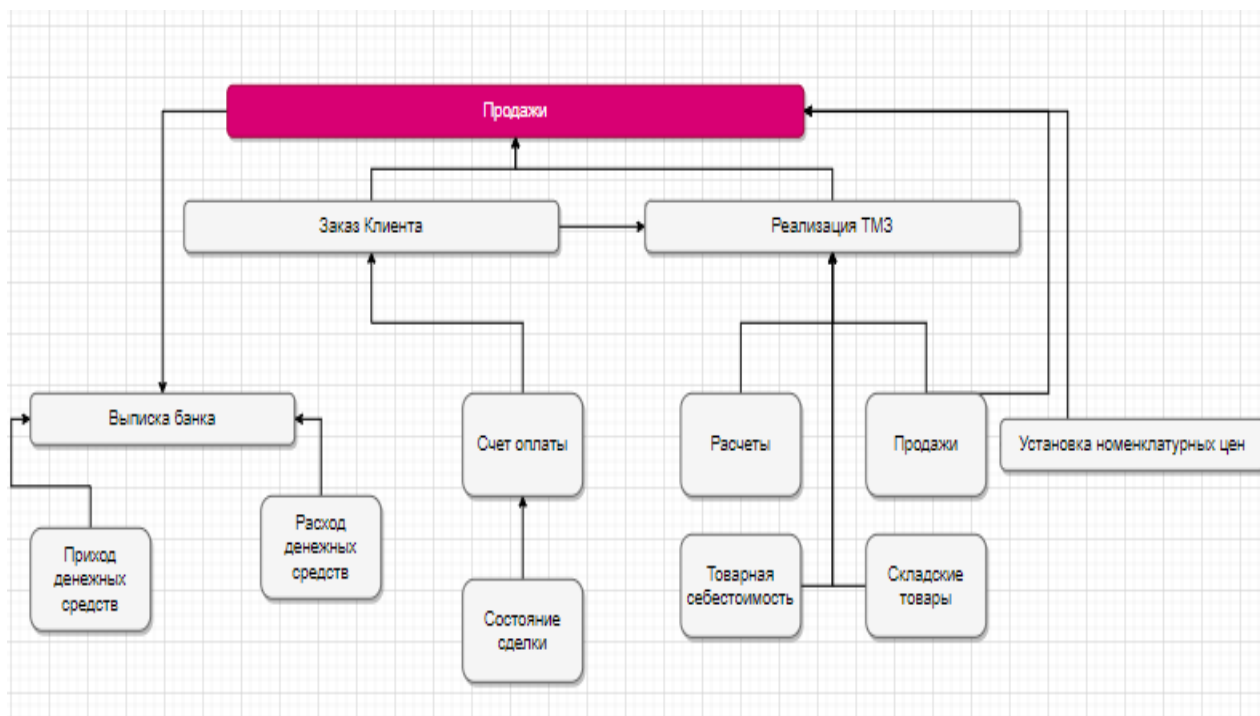 Продажи
Заказ Клиента
Реализация ТМЗ
Выписка банка
Счет оплаты
Расчеты
Продажи
Установка номенклатурных цен
Приход
денежных
средств
Расход
денежных
средств
Состояние
сделки
Товарная
себестоимость
Складские
товары